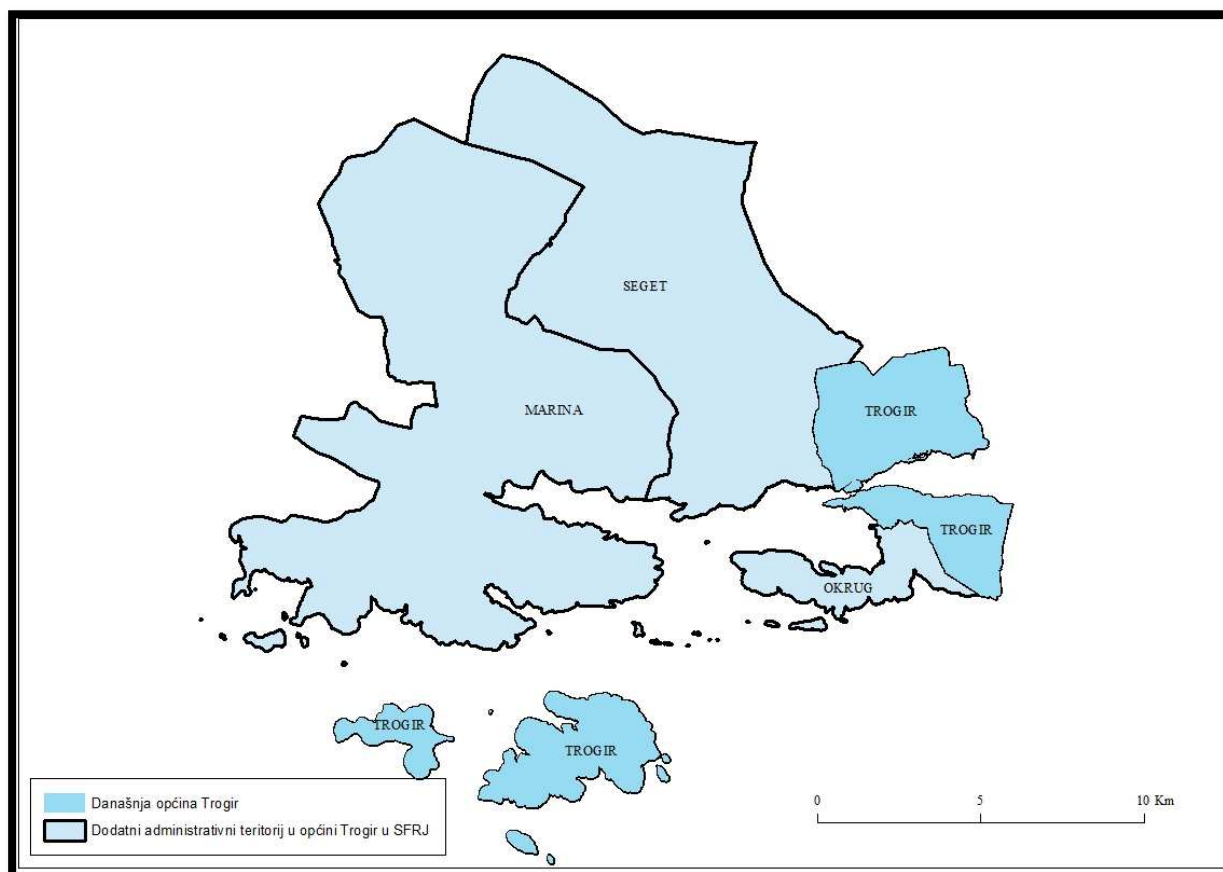 SEGET
TROGIR
MARINA
TROGIR
OKRUG
TROGIR
TROGIR
Današnja općina Trogir
Dodatni administrativni teritorij u općini Trogir u SFRJ
0 5 10 Km